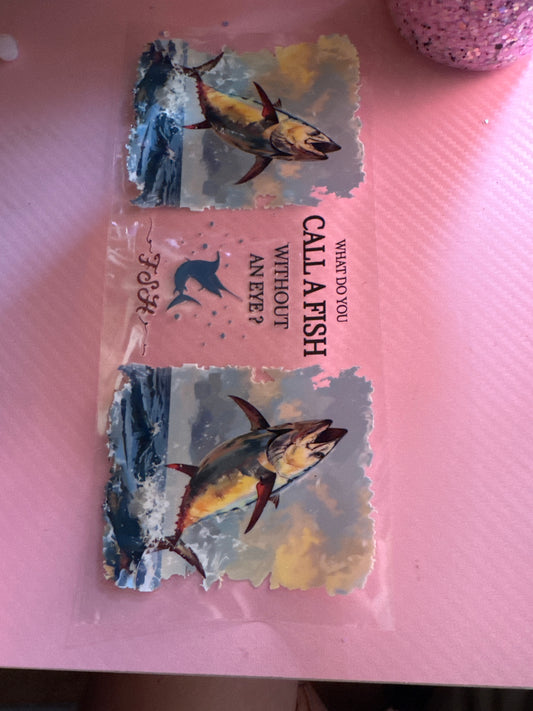 WHAT DO YOU
CALL A FISH
WITHOUT
AN EYE?
FSH